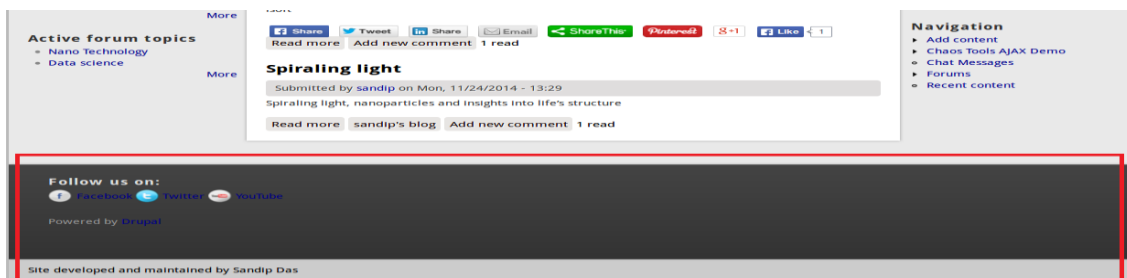 More
Active forum topics
Nano Technology
Data science
More
Share Tweet Share Email ShareThis Pinterest +1 Like 1
Read more Add new comment 1 read
Spiraling light
Submitted by sandip on Mon, 11/24/2014 - 13:29
Spiraling light, nanoparticles and insights into life's structure
Read more sandip's blog Add new comment 1 read
Navigation
Add content
Chaos Tools AJAX Demo
Chat Messages
Forums
Recent content
Follow us on:
Facebook Twitter YouTube
Powered by Drupal
Site developed and maintained by Sandip Das